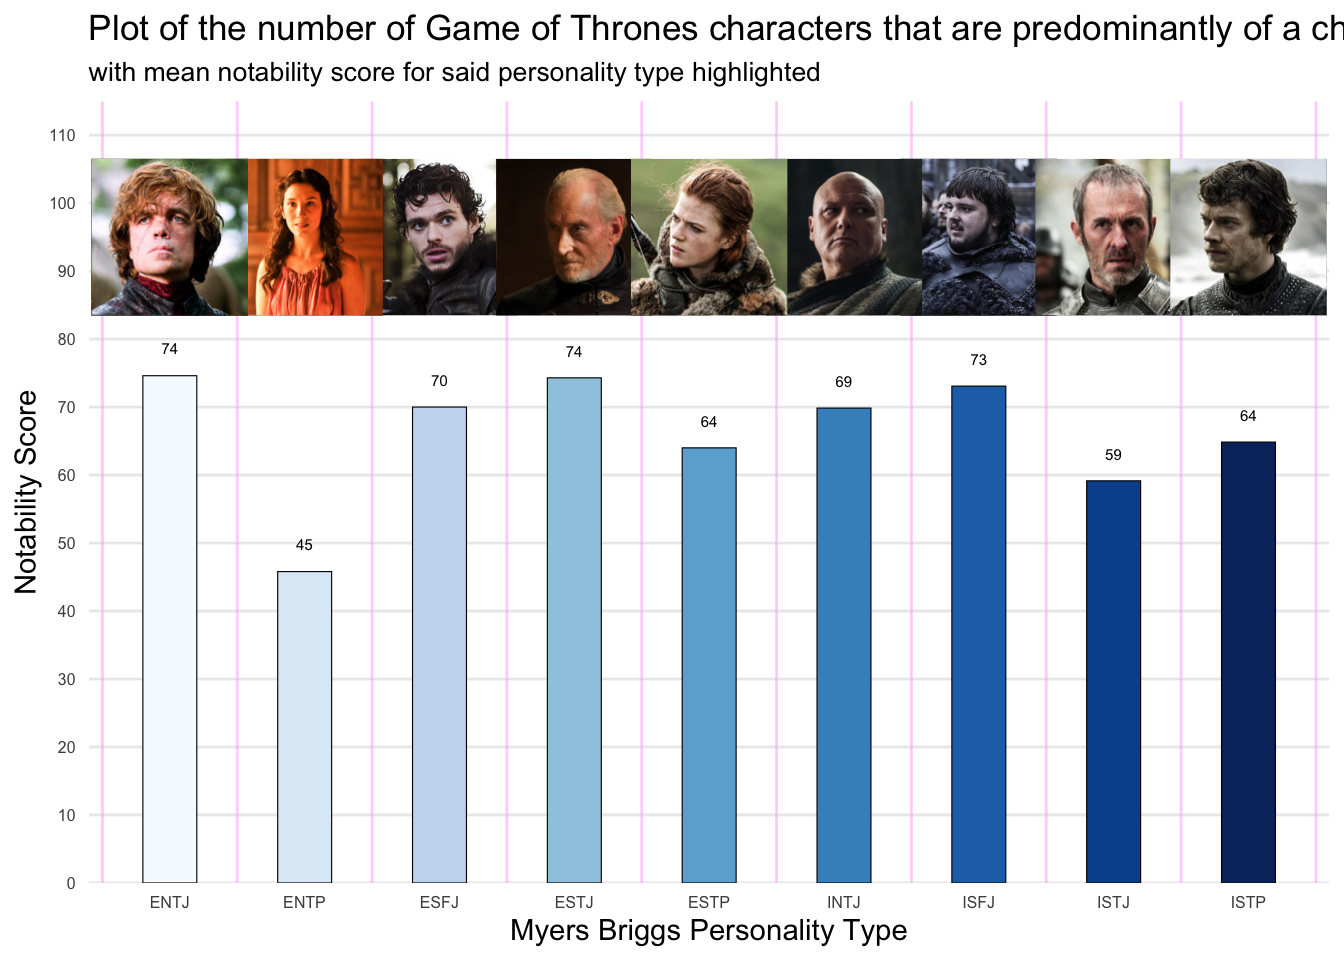 Plot of the number of Game of Thrones characters that are predominantly of a ch
with mean notability score for said personality type highlighted
110
100
90
80
70
60
50
40
30
20
10
0
Notability Score
74
45
70
74
64
69
73
59
64
ENTJ
ENTP
ESFJ
ESTJ
ESTP
INTJ
ISFJ
ISTJ
ISTP
Myers Briggs Personality Type